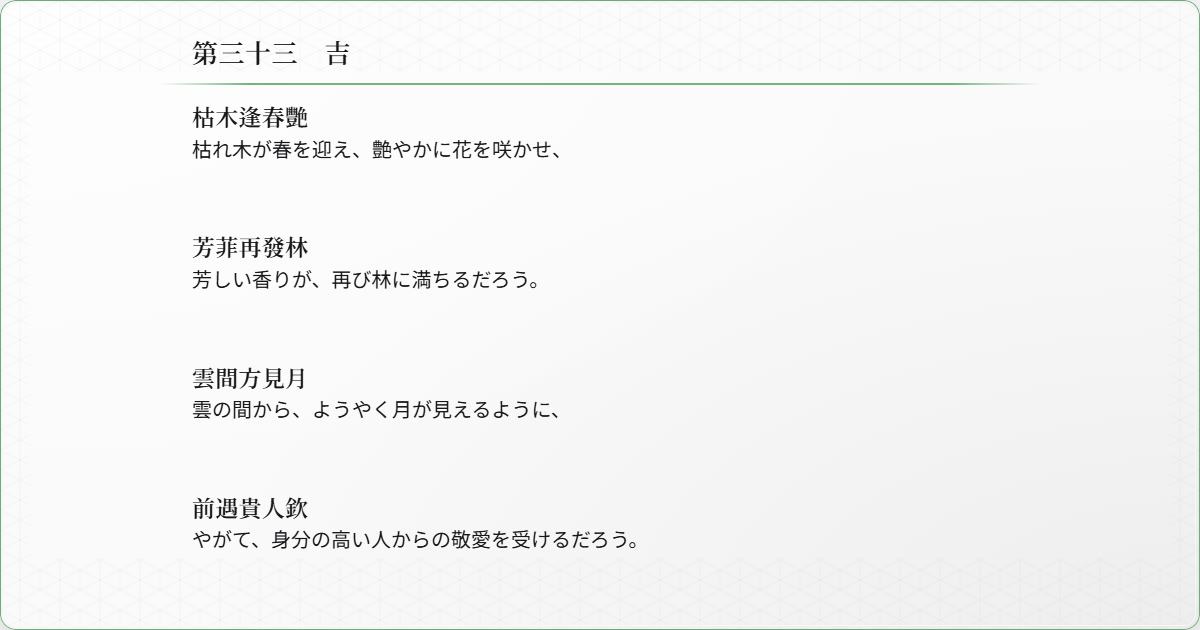 第三十三　吉
枯木逢春艷
枯れ木が春を迎え、艶やかに花を咲かせ、
芳菲再發林
芳しい香りが、再び林に満ちるだろう。
雲間方見月
雲の間から、ようやく月が見えるように、
前遇貴人欽
やがて、身分の高い人からの敬愛を受けるだろう。